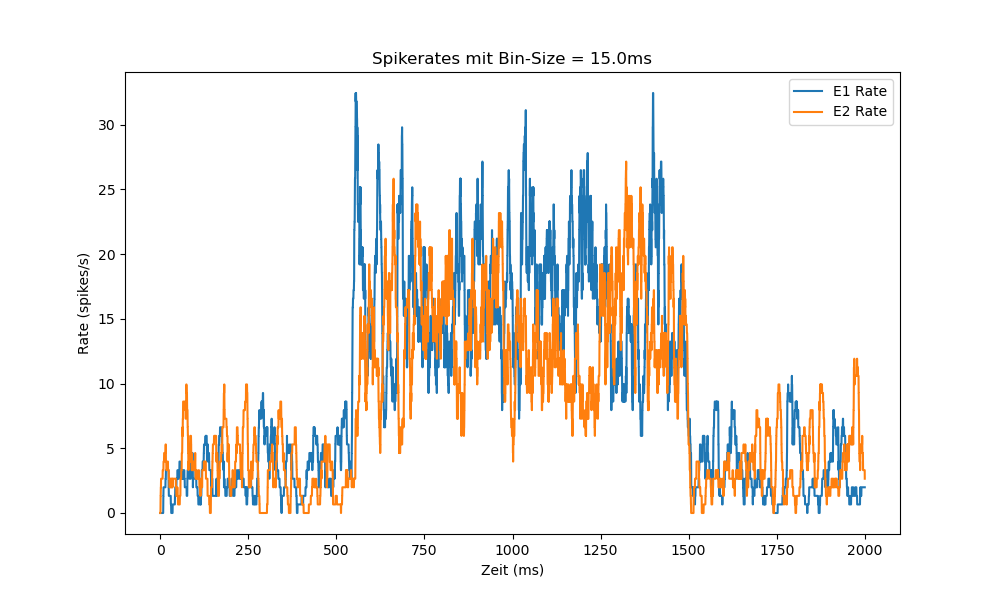 Spikerates mit Bin-Size = 15.0ms
E1 Rate
E2 Rate
Rate (spikes/s)
30
25
20
15
10
5
0
0 250 500 750 1000 1250 1500 1750 2000
Zeit (ms)